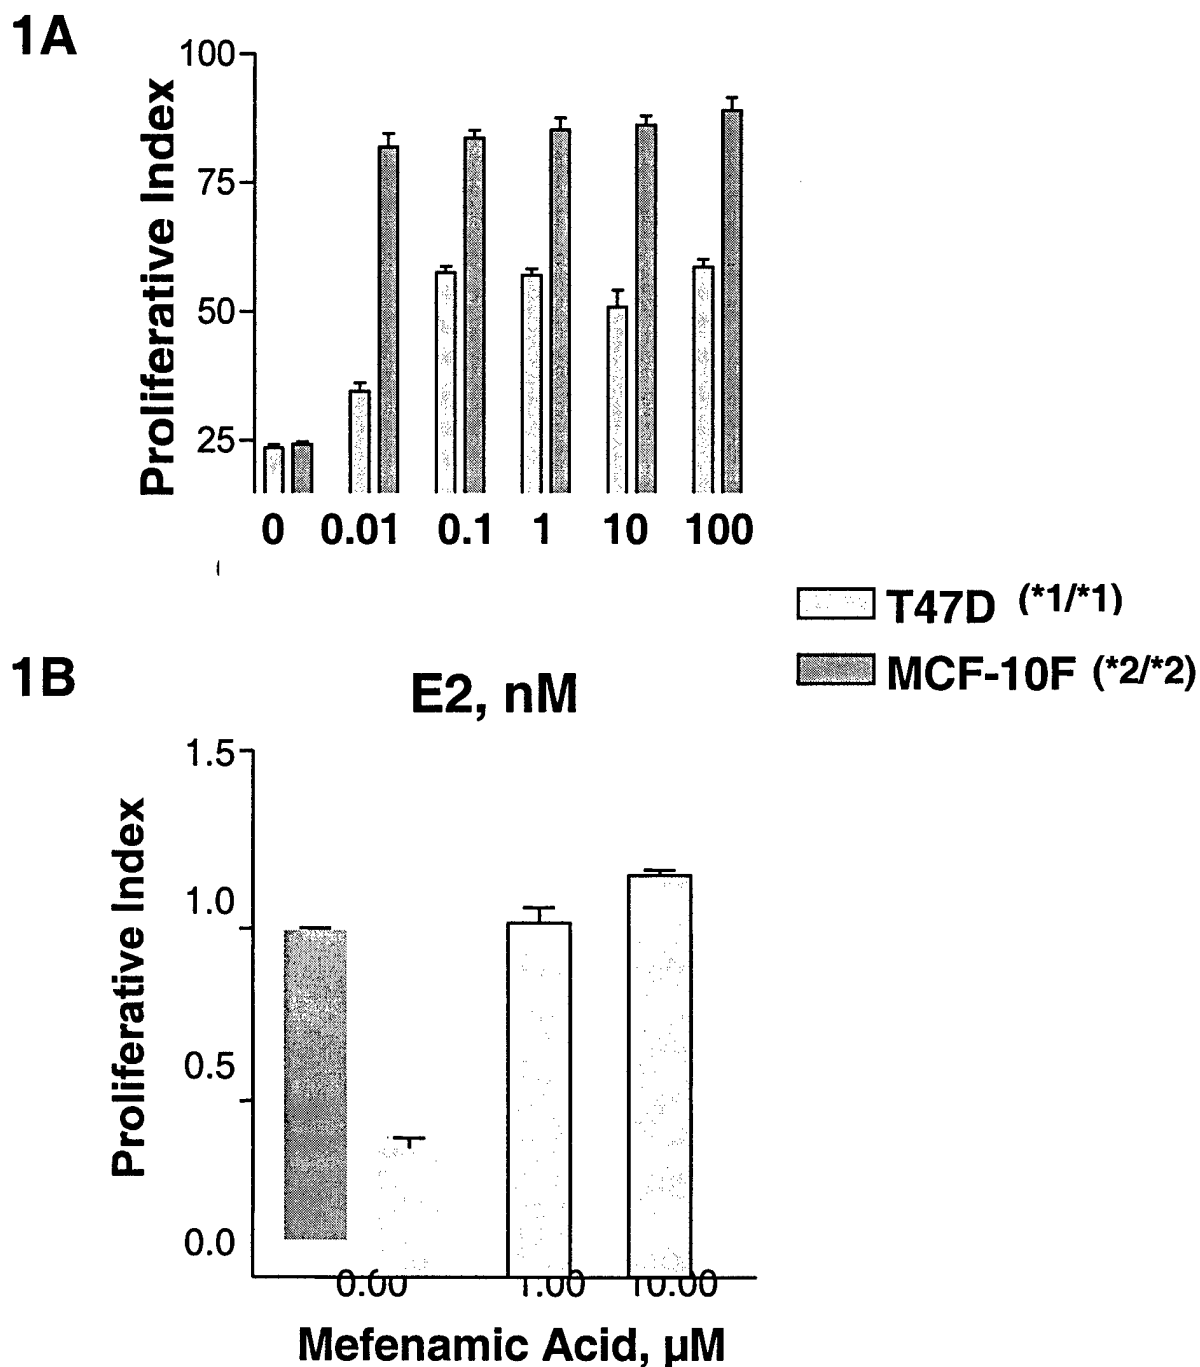 1A
Proliferative Index
100
75
50
25
0 0.01 0.1 1 10 100
T47D (*1/*1)
MCF-10F (*2/*2)
1B
E2, nM
Proliferative Index
1.5
1.0
0.5
0.0
0.00 1.00 10.00
Mefenamic Acid, µM